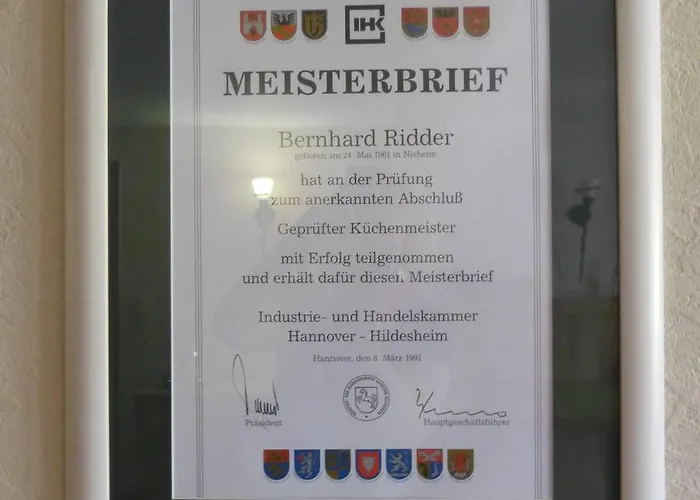 IHK
MEISTERBRIEF
Bernhard Ridder
geboren am 24. Mai 1961 in Nieheim
hat an der Prüfung
zum anerkannten Abschluß
Geprüfter Küchenmeister
mit Erfolg teilgenommen
und erhält dafür diesen Meisterbrief
Industrie- und Handelskammer
Hannover - Hildesheim
Hannover, den 8. März 1991
Präsident
Hauptgeschäftsführer